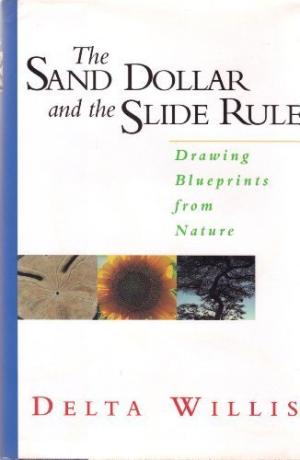 The
SAND DOLLAR
and the SLIDE RULE
Drawing
Blueprints
from
Nature
DELTA WILLIS